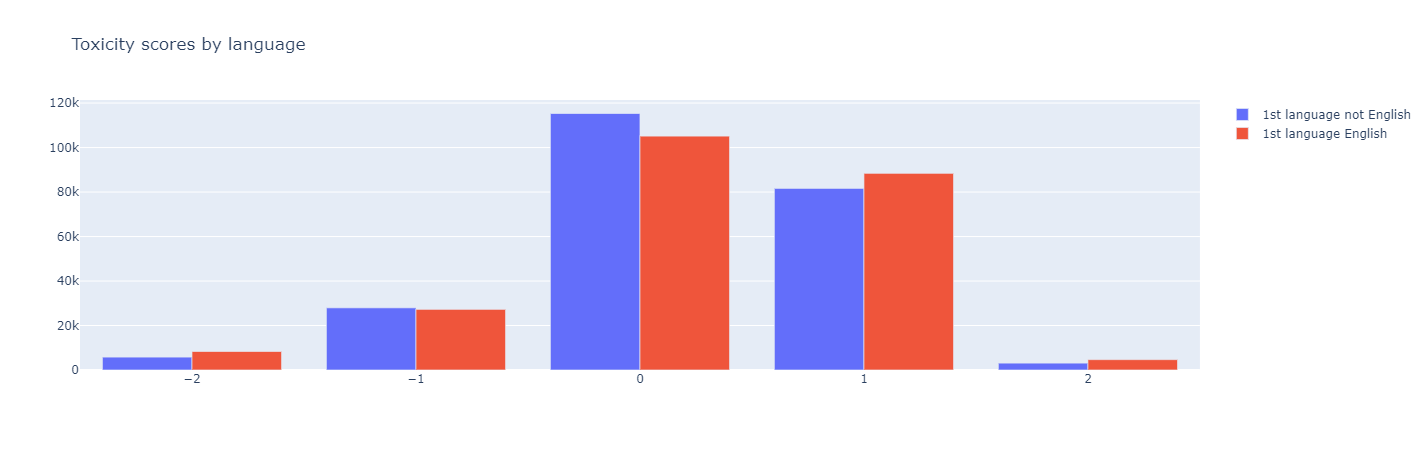 Toxicity scores by language
120k
100k
80k
60k
40k
20k
0
−2 −1 0 1 2
1st language not English
1st language English